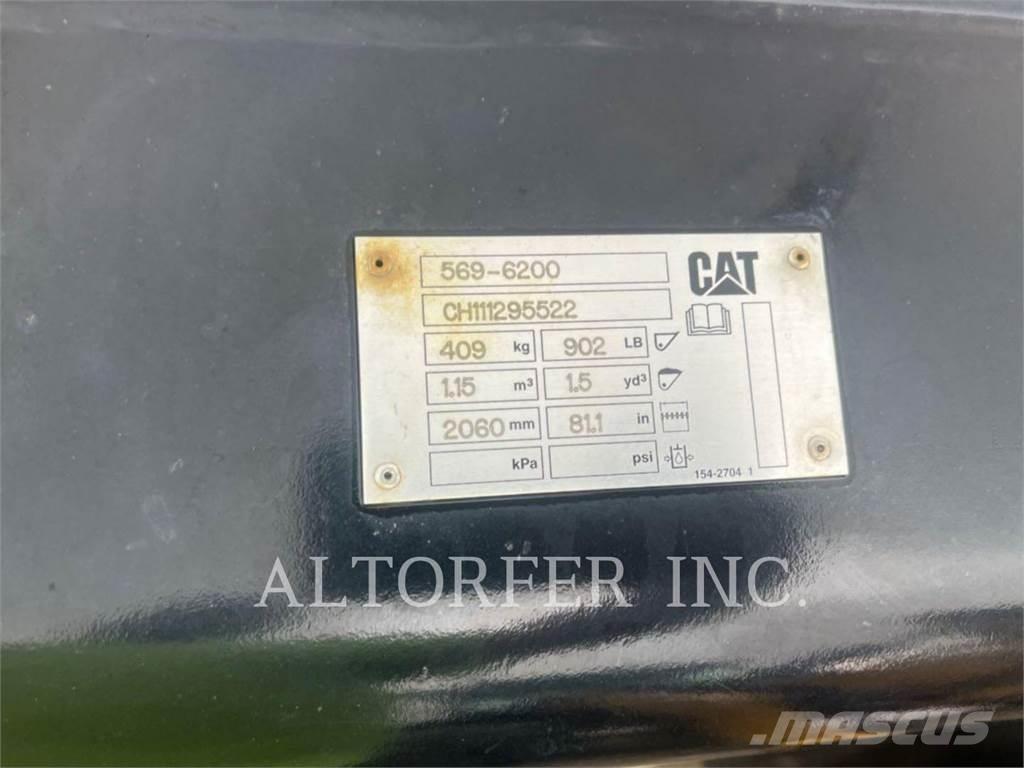 569-6200
CAT
CH111295522
409 kg 902 LB
1.15 m³ 1.5 yd³
2060 mm 81.1 in
kPa psi
154-2704 1
ALTORFER INC.
MASCUS